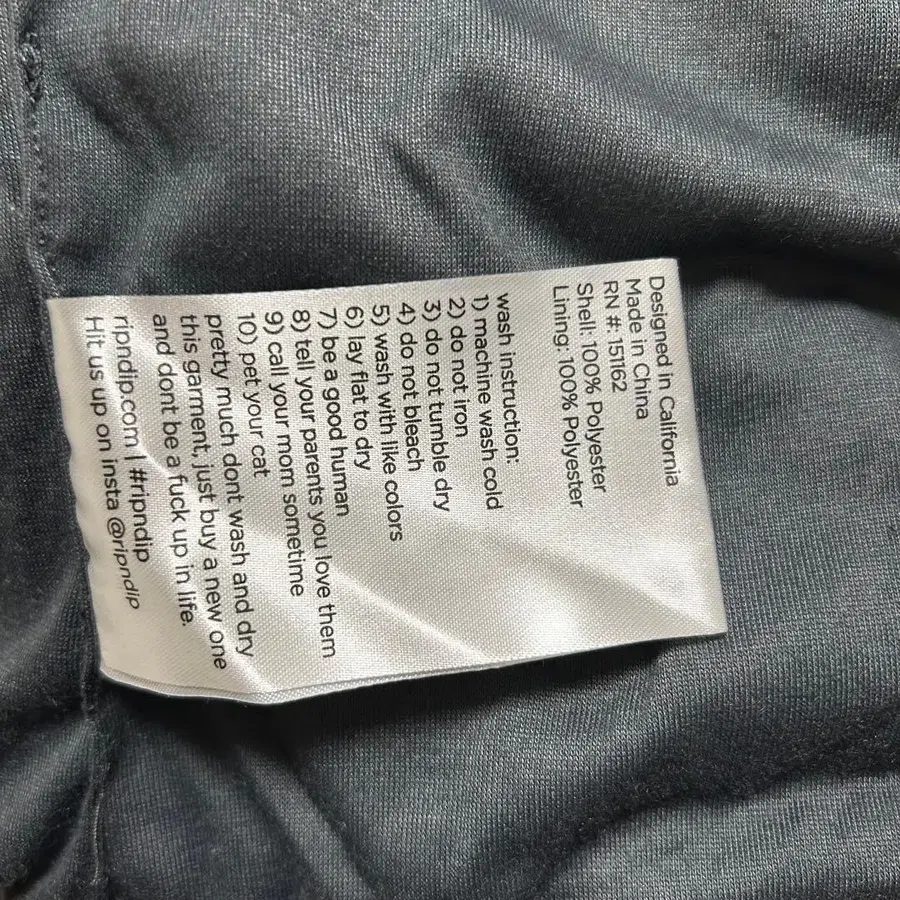 Designed in California
Made in China
RN #: 151162
Shell: 100% Polyester
Lining: 100% Polyester
wash instruction:
1) machine wash cold
2) do not iron
3) do not tumble dry
4) do not bleach
5) wash with like colors
6) lay flat to dry
7) be a good human
8) tell your parents you love them
9) call your mom sometime
10) pet your cat
pretty much dont wash and dry
this garment, just buy a new one
and dont be a fuck up in life.
ripndip.com | #ripndip
Hit us up on insta @ripndip